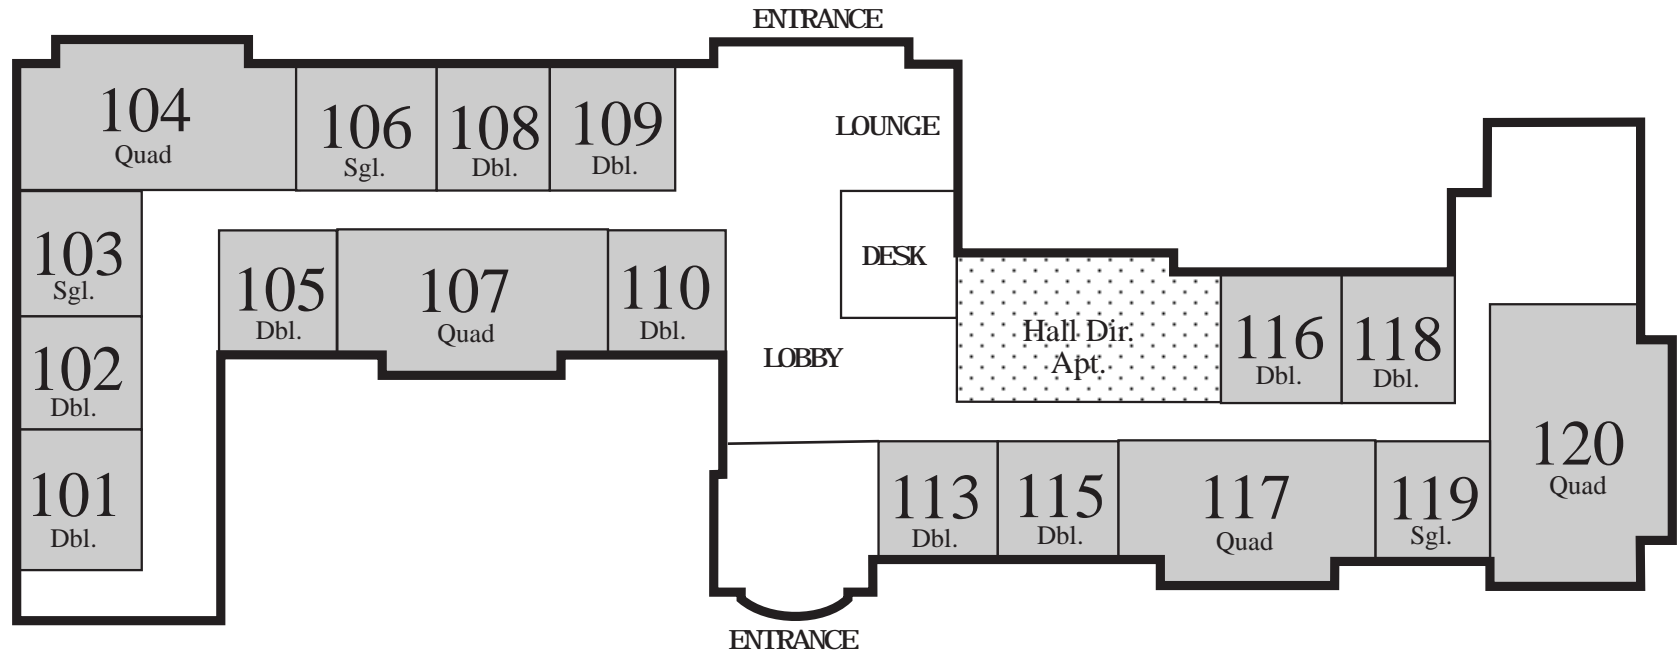 ENTRANCE
104
Quad
106
Sgl.
108
Dbl.
109
Dbl.
LOUNGE
103
Sgl.
105
Dbl.
107
Quad
110
Dbl.
DESK
LOBBY
Hall Dir.
Apt.
116
Dbl.
118
Dbl.
102
Dbl.
101
Dbl.
113
Dbl.
115
Dbl.
117
Quad
119
Sgl.
120
Quad
ENTRANCE